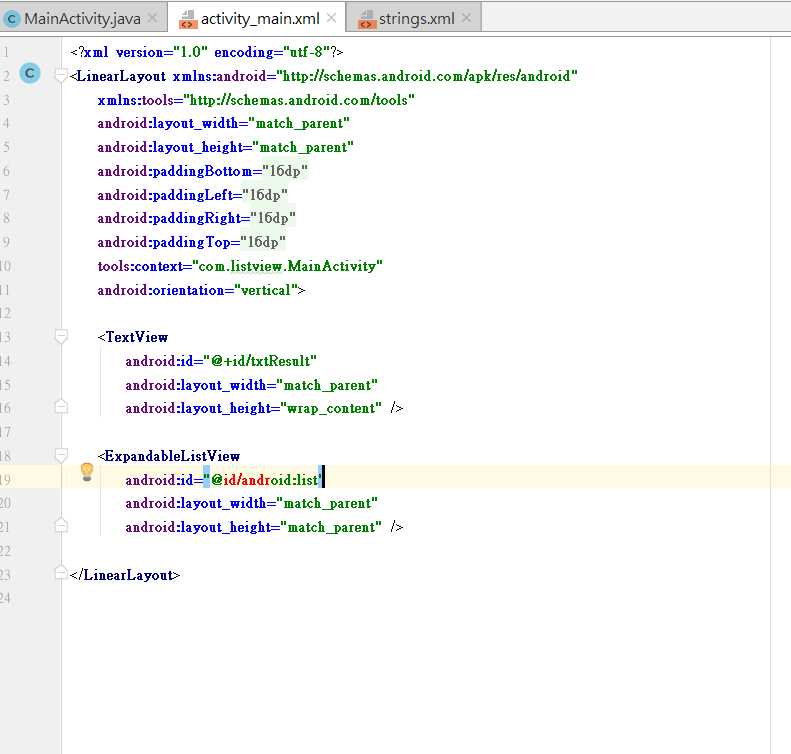 MainActivity.java
activity_main.xml
strings.xml
1 <?xml version="1.0" encoding="utf-8"?>
2 C <LinearLayout xmlns:android="http://schemas.android.com/apk/res/android"
3 xmlns:tools="http://schemas.android.com/tools"
4 android:layout_width="match_parent"
5 android:layout_height="match_parent"
6 android:paddingBottom="16dp"
7 android:paddingLeft="16dp"
8 android:paddingRight="16dp"
9 android:paddingTop="16dp"
10 tools:context="com.listview.MainActivity"
11 android:orientation="vertical">
12
13 <TextView
14 android:id="@+id/txtResult"
15 android:layout_width="match_parent"
16 android:layout_height="wrap_content" />
17
18 <ExpandableListView
19 android:id="@id/android:list"
20 android:layout_width="match_parent"
21 android:layout_height="match_parent" />
22
23 </LinearLayout>
24